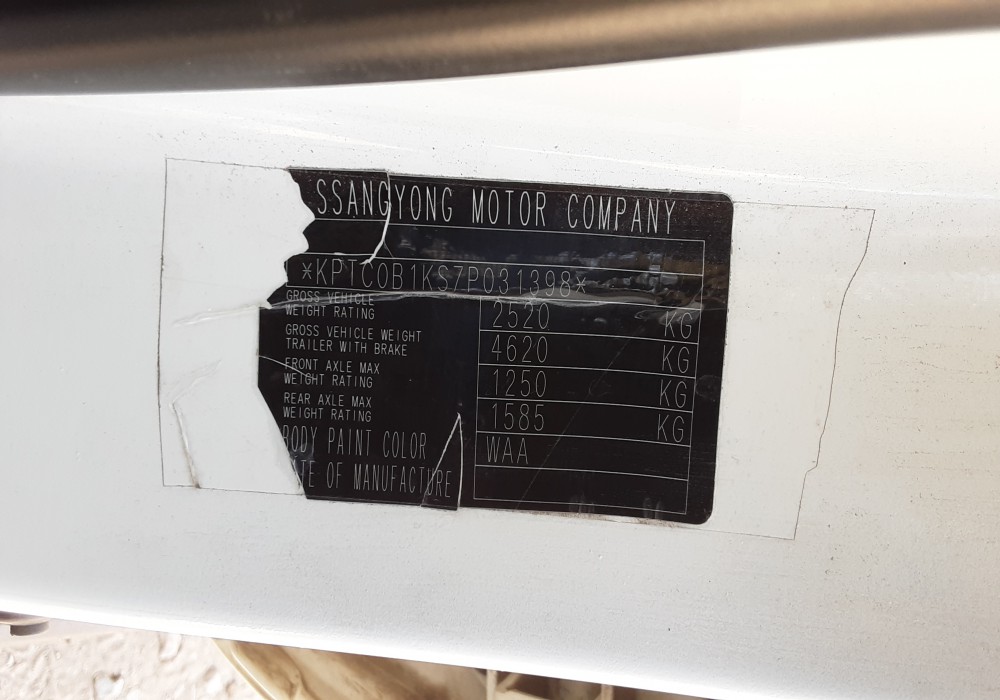 SSANGYONG MOTOR COMPANY
*KPTC0B1KS7P031398*
GROSS VEHICLE WEIGHT RATING 2520 KG
GROSS VEHICLE WEIGHT TRAILER WITH BRAKE 4620 KG
FRONT AXLE MAX WEIGHT RATING 1250 KG
REAR AXLE MAX WEIGHT RATING 1585 KG
BODY PAINT COLOR WAA
TE OF MANUFACTURE